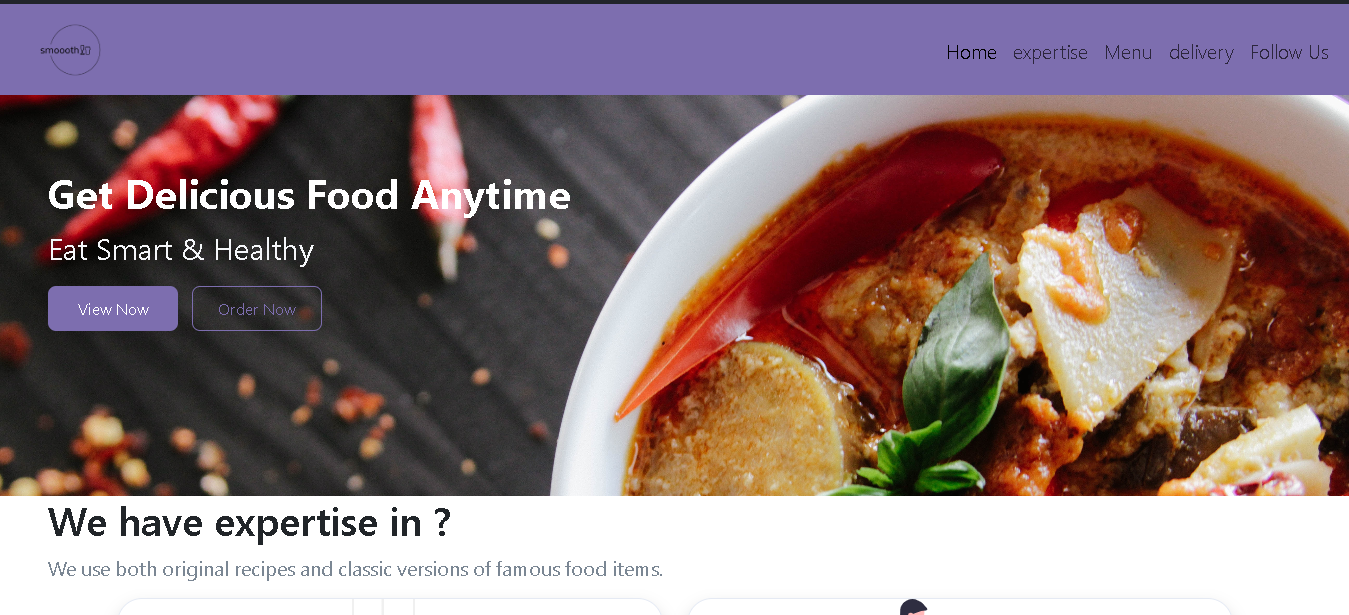 smoooth
Home expertise Menu delivery Follow Us
Get Delicious Food Anytime
Eat Smart & Healthy
View Now Order Now
We have expertise in ?
We use both original recipes and classic versions of famous food items.